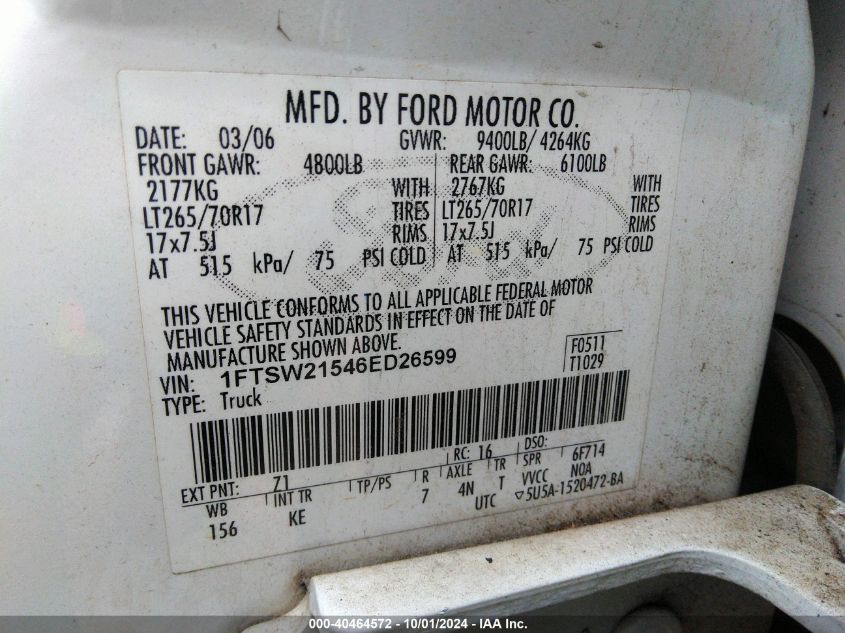 MFD. BY FORD MOTOR CO.
DATE: 03/06 GVWR: 9400LB/ 4264KG
FRONT GAWR: 4800LB REAR GAWR: 6100LB
2177KG WITH 2767KG WITH
LT265/70R17 TIRES LT265/70R17 TIRES
17x7.5J RIMS 17x7.5J RIMS
AT 515 kPa/ 75 PSI COLD AT 515 kPa/ 75 PSI COLD
THIS VEHICLE CONFORMS TO ALL APPLICABLE FEDERAL MOTOR
VEHICLE SAFETY STANDARDS IN EFFECT ON THE DATE OF
MANUFACTURE SHOWN ABOVE.
F0511
VIN: 1FTSW21546ED26599 T1029
TYPE: Truck
EXT PNT: Z1 RC: 16 DSO:
WB INT TR TP/PS R AXLE TR SPR 6F714
156 KE 7 4N T VVCC NOA
UTC ▽5U5A-1520472-BA
000-40464572 - 10/01/2024 - IAA Inc.